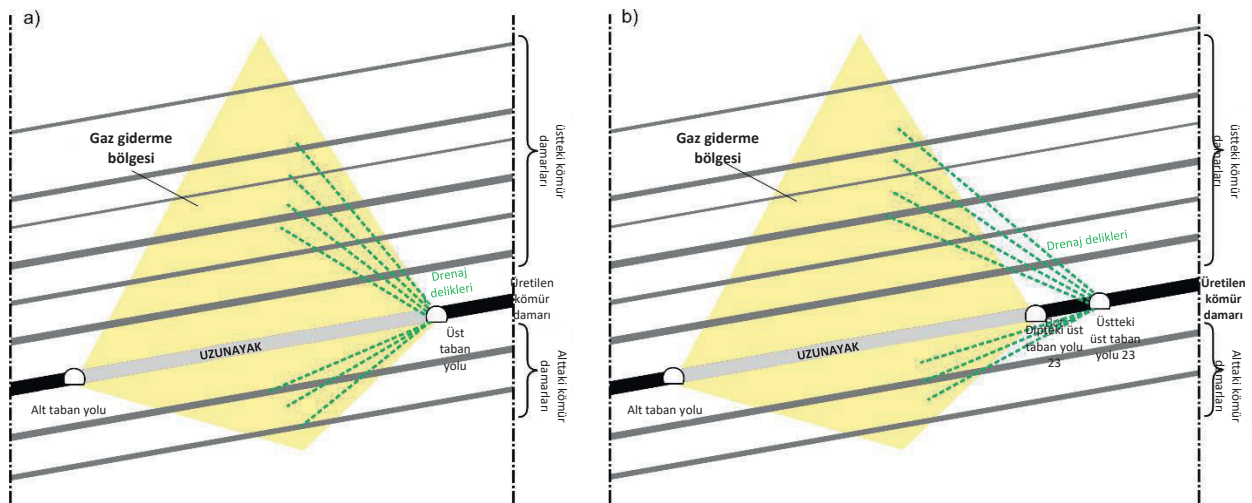 a)
Gaz giderme
bölgesi
üstteki kömür
damarları
Drenaj
delikleri
Üretilen
kömür
damarı
UZUNAYAK
Üst
taban
yolu
Alt taban yolu
Alttaki kömür
damarları
b)
Gaz giderme
bölgesi
üstteki kömür
damarları
Drenaj delikleri
Üretilen
kömür
damarı
UZUNAYAK
Dipteki üst
taban yolu
23
Üstteki
üst taban
yolu 23
Alt taban yolu
Alttaki kömür
damarları